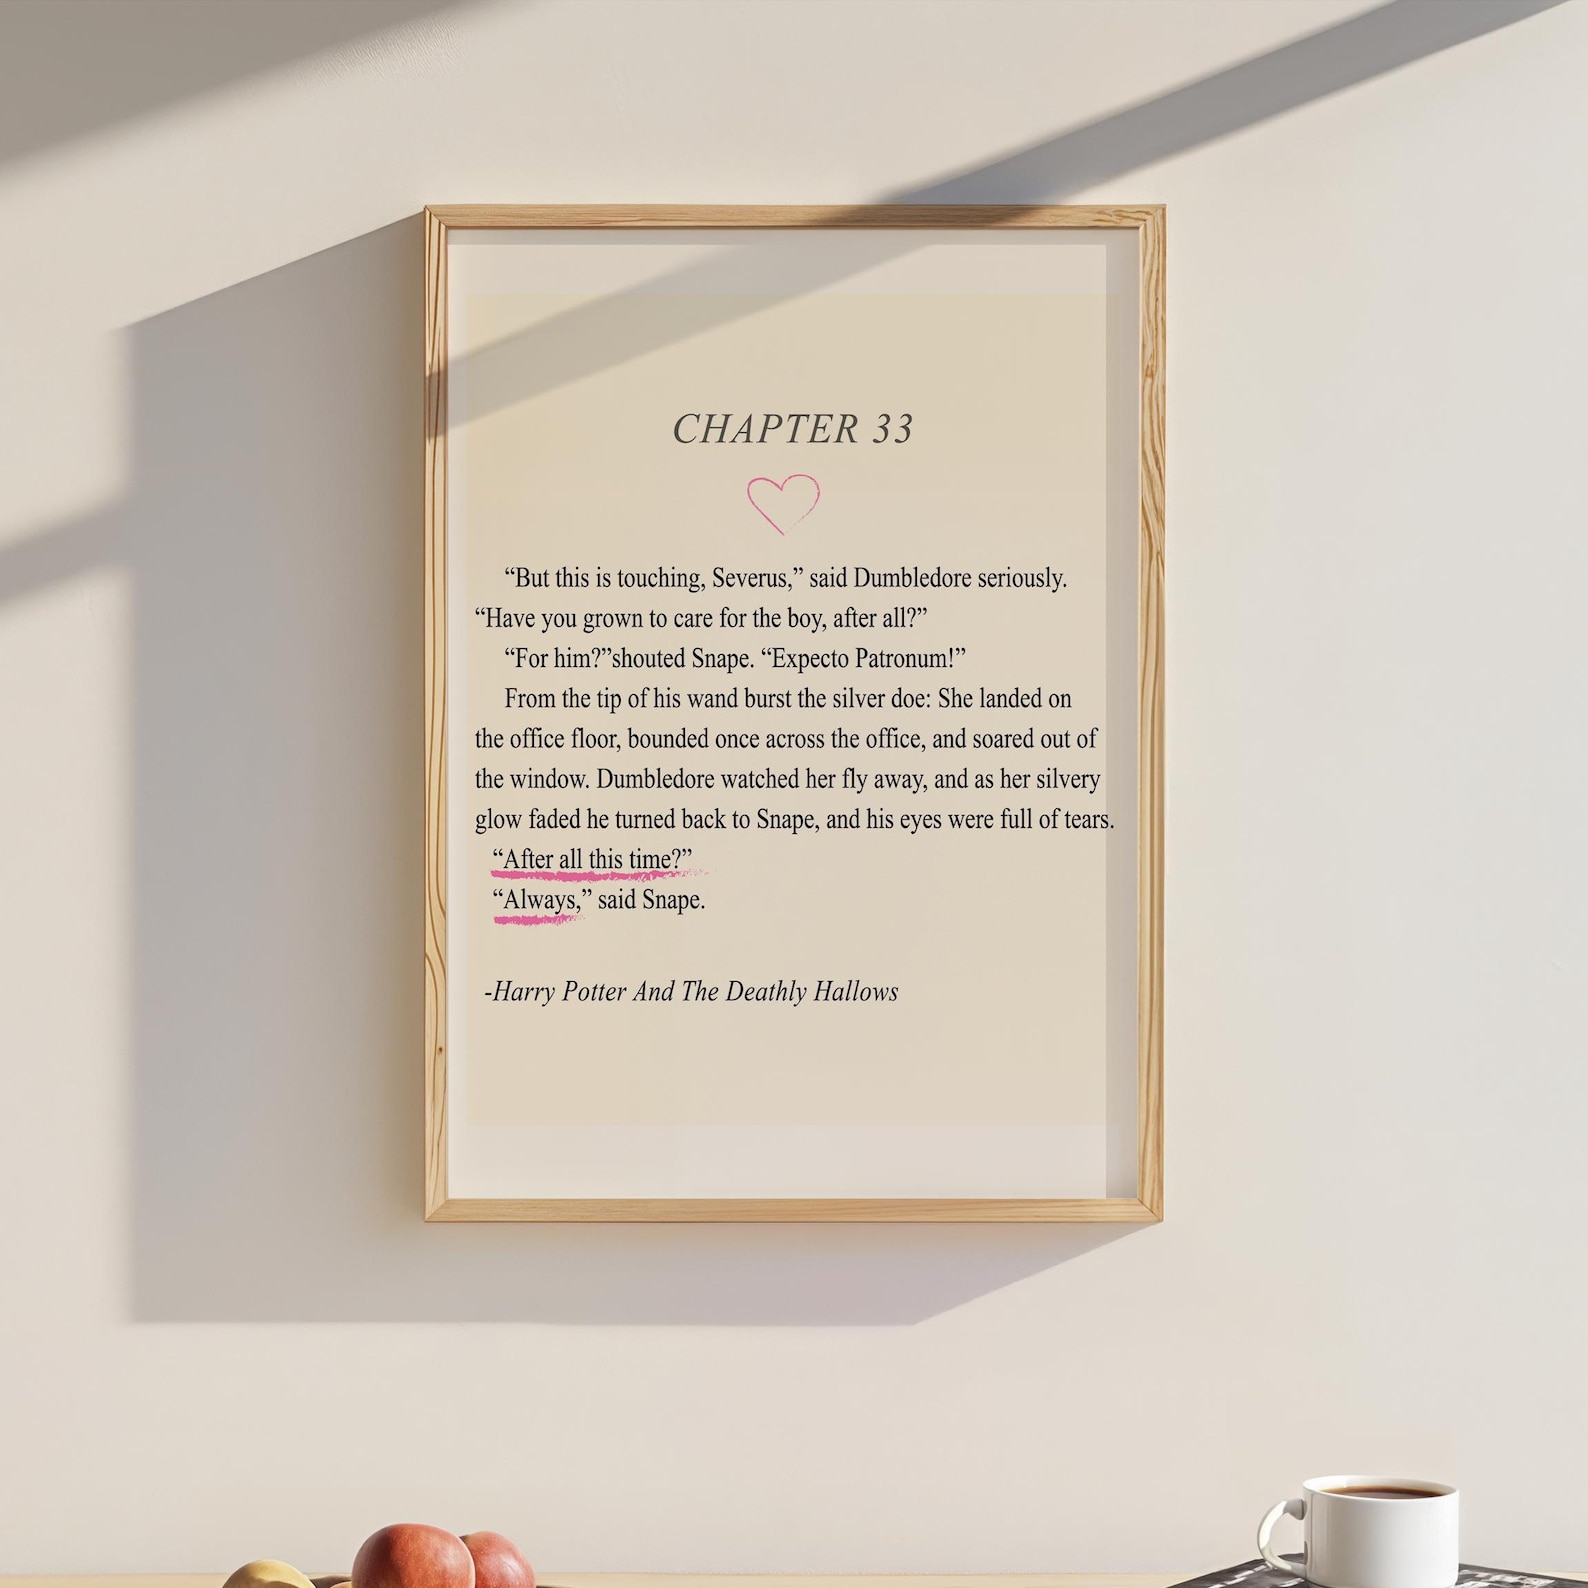 CHAPTER 33
“But this is touching, Severus,” said Dumbledore seriously.
“Have you grown to care for the boy, after all?”
“For him?”shouted Snape. “Expecto Patronum!”
From the tip of his wand burst the silver doe: She landed on
the office floor, bounded once across the office, and soared out of
the window. Dumbledore watched her fly away, and as her silvery
glow faded he turned back to Snape, and his eyes were full of tears.
“After all this time?”
“Always,” said Snape.
-Harry Potter And The Deathly Hallows